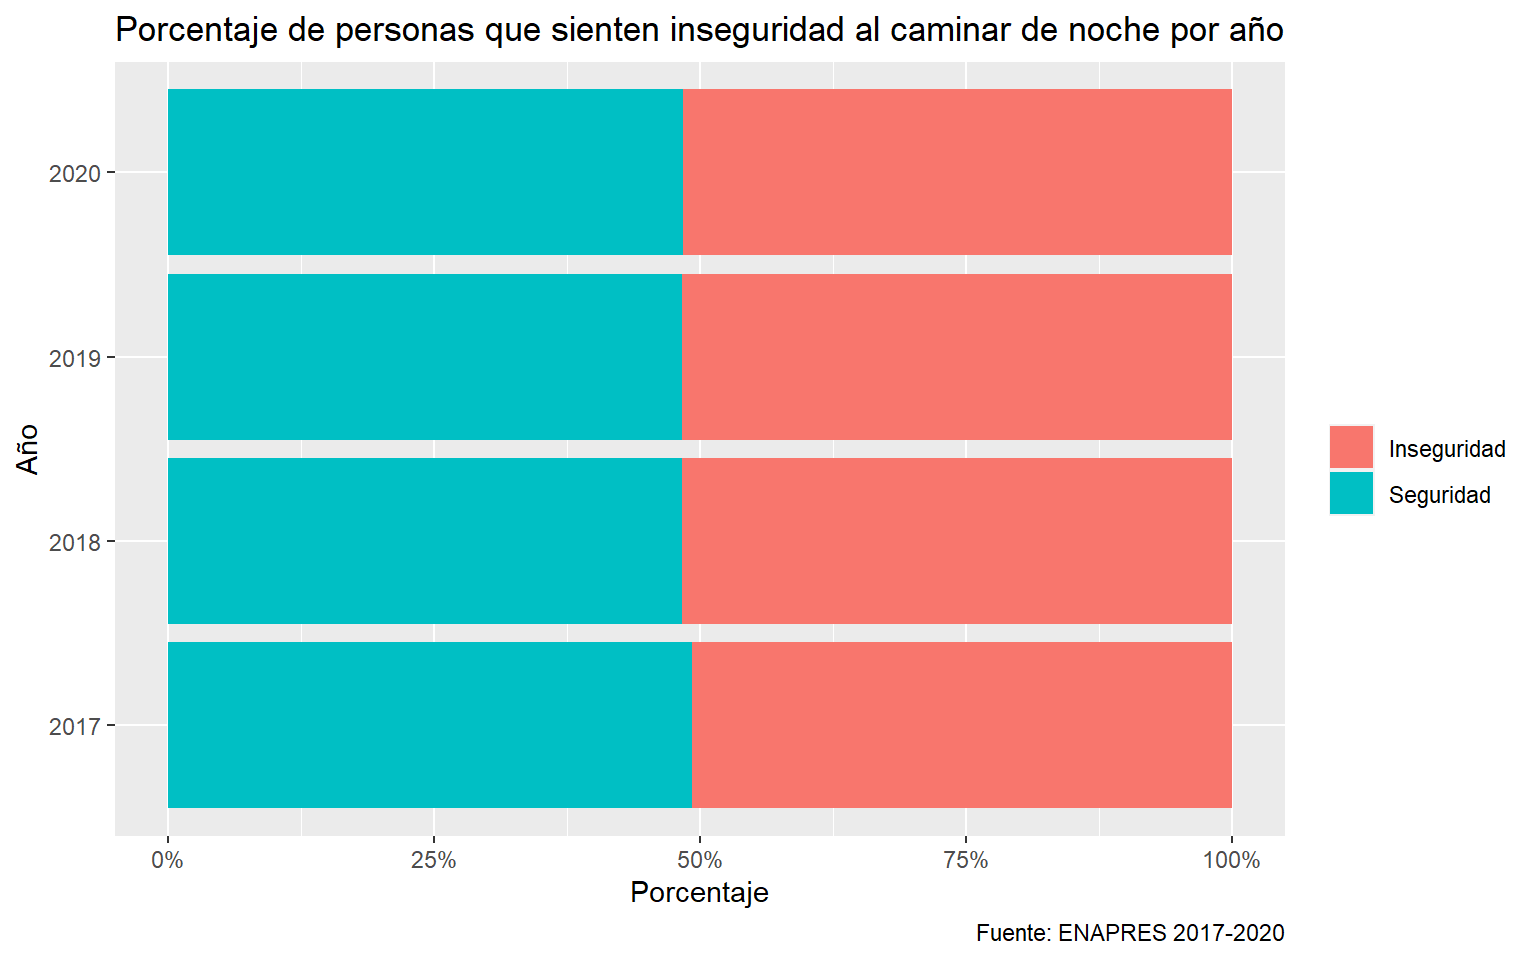 Porcentaje de personas que sienten inseguridad al caminar de noche por año
2020
2019
2018
2017
Año
0% 25% 50% 75% 100%
Porcentaje
Inseguridad
Seguridad
Fuente: ENAPRES 2017-2020